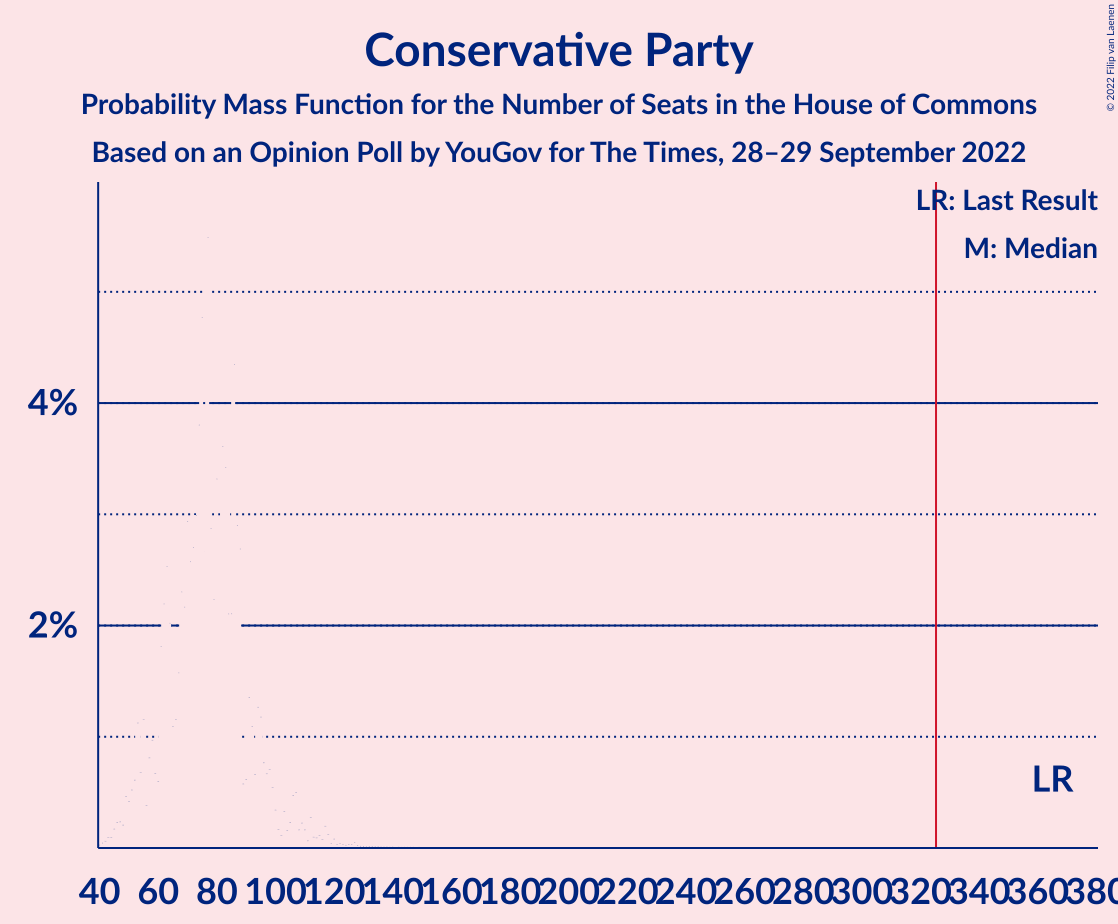 Conservative Party
Probability Mass Function for the Number of Seats in the House of Commons
Based on an Opinion Poll by YouGov for The Times, 28–29 September 2022
© 2022 Filip van Laenen
LR: Last Result
M: Median
4%
2%
LR
40 60 80 100 120 140 160 180 200 220 240 260 280 300 320 340 360 380